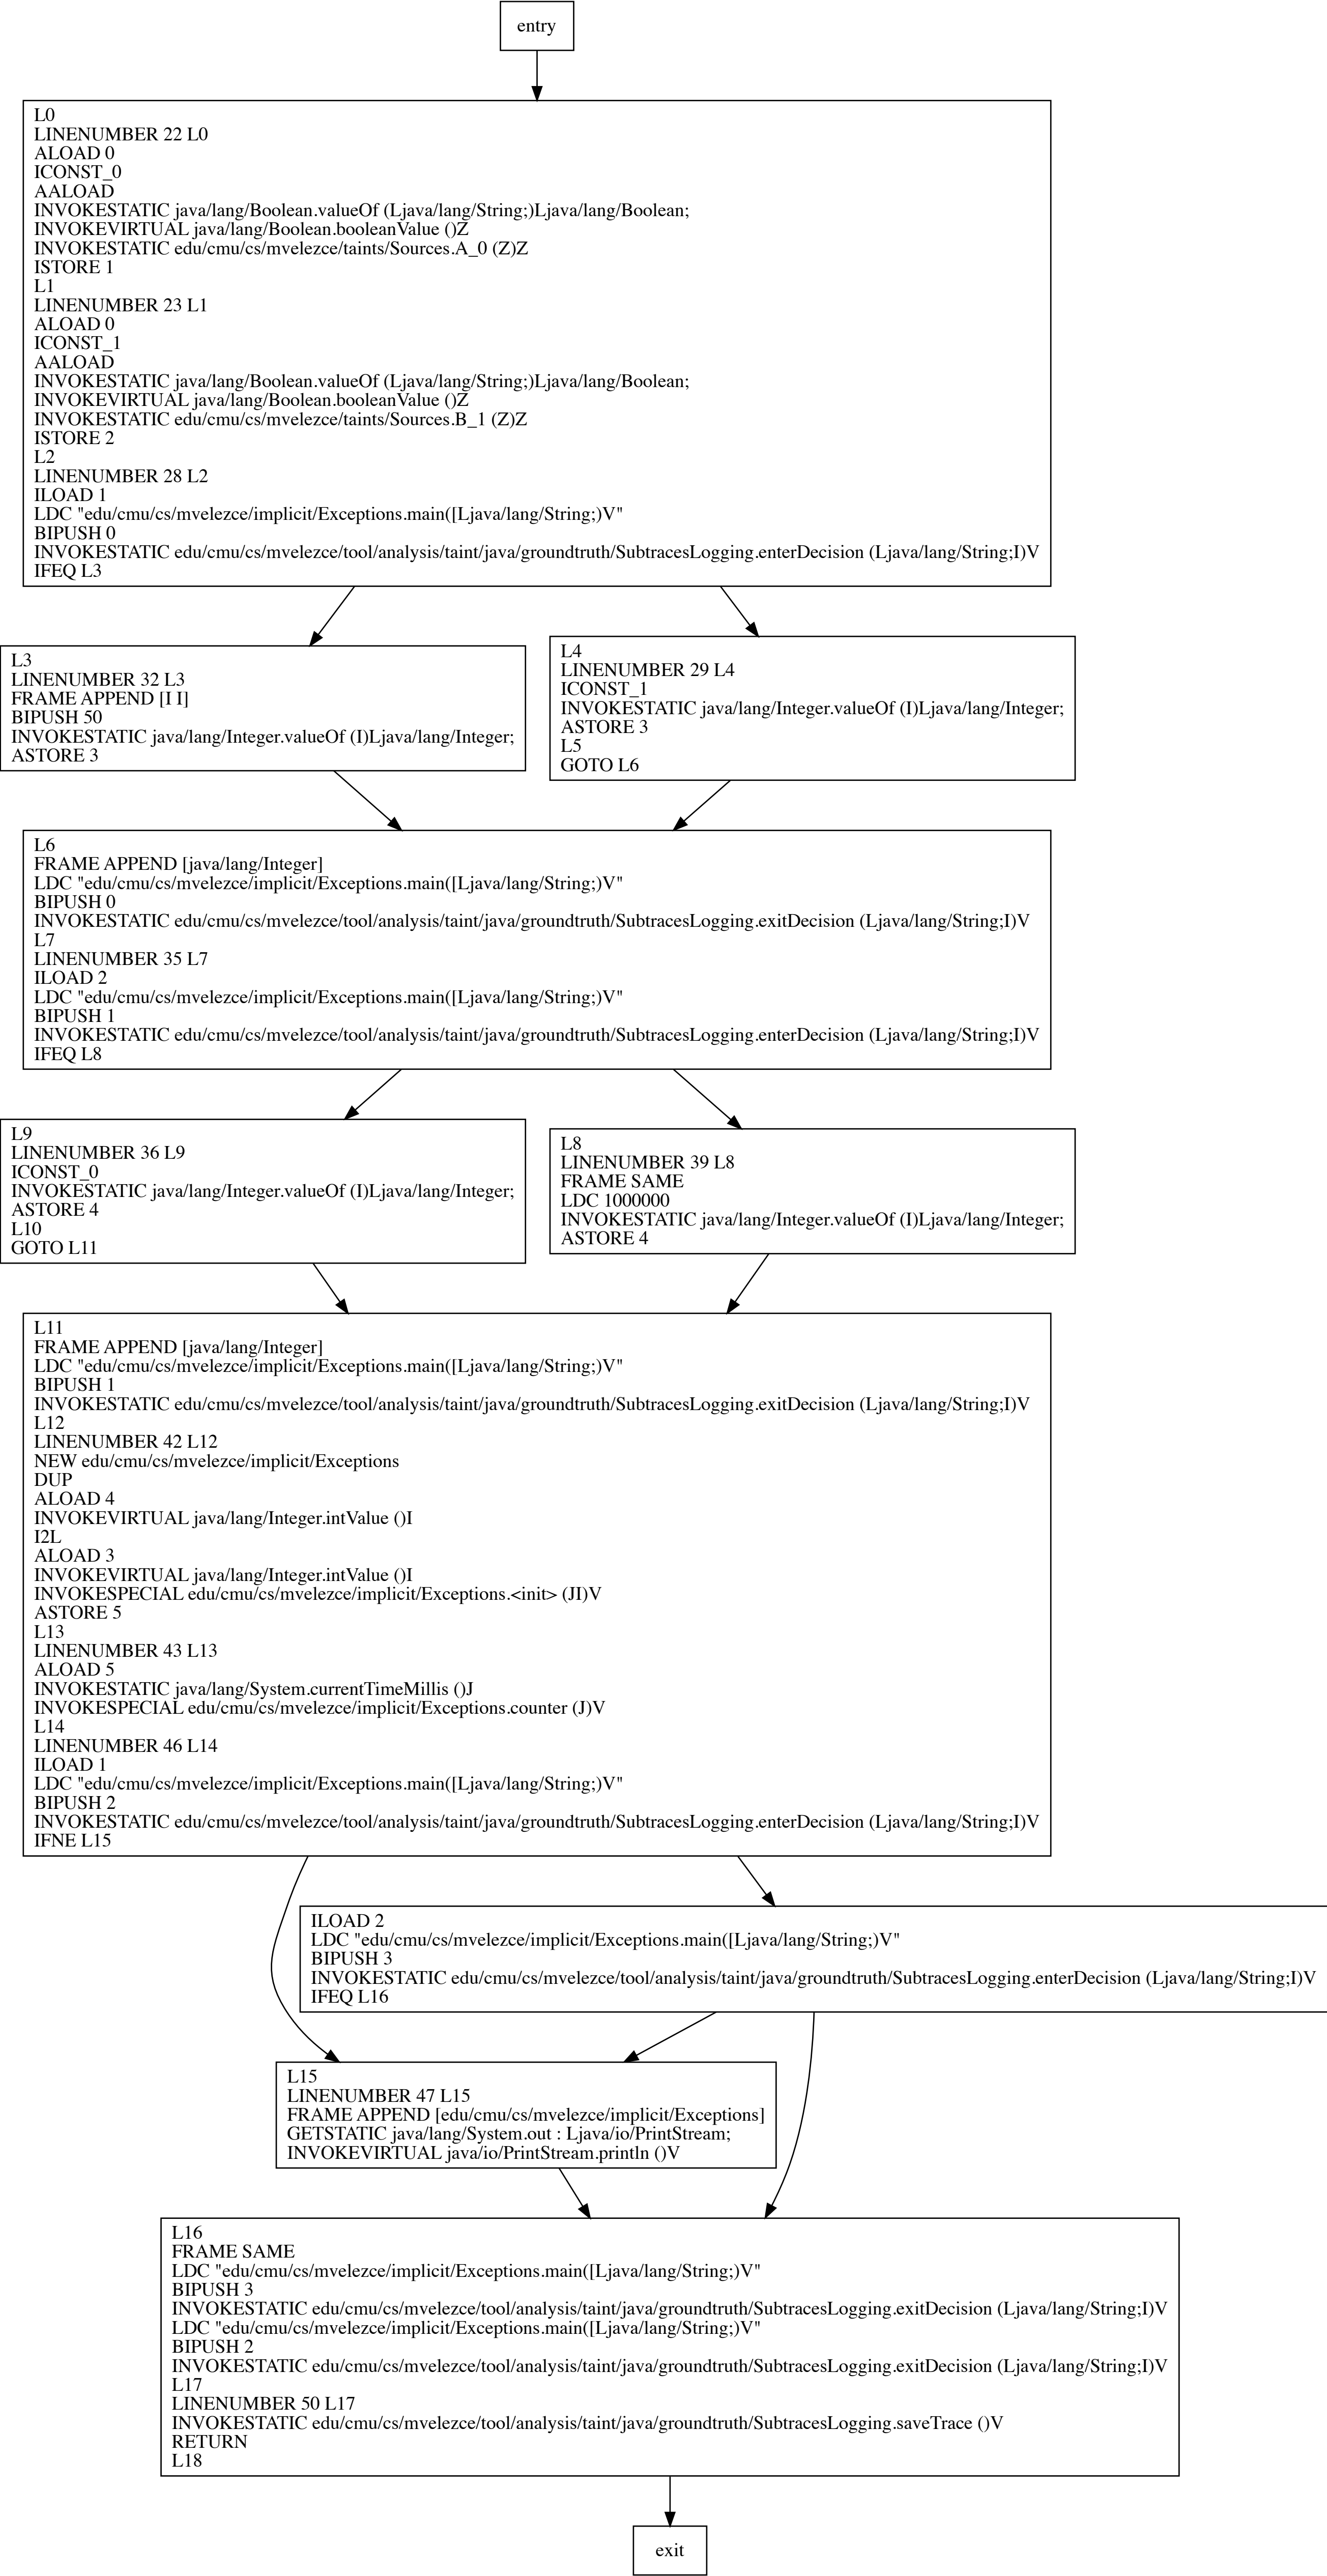 entry
L0
LINENUMBER 22 L0
ALOAD 0
ICONST_0
AALOAD
INVOKESTATIC java/lang/Boolean.valueOf (Ljava/lang/String;)Ljava/lang/Boolean;
INVOKEVIRTUAL java/lang/Boolean.booleanValue ()Z
INVOKESTATIC edu/cmu/cs/mvelezce/taints/Sources.A_0 (Z)Z
ISTORE 1
L1
LINENUMBER 23 L1
ALOAD 0
ICONST_1
AALOAD
INVOKESTATIC java/lang/Boolean.valueOf (Ljava/lang/String;)Ljava/lang/Boolean;
INVOKEVIRTUAL java/lang/Boolean.booleanValue ()Z
INVOKESTATIC edu/cmu/cs/mvelezce/taints/Sources.B_1 (Z)Z
ISTORE 2
L2
LINENUMBER 28 L2
ILOAD 1
LDC "edu/cmu/cs/mvelezce/implicit/Exceptions.main([Ljava/lang/String;)V"
BIPUSH 0
INVOKESTATIC edu/cmu/cs/mvelezce/tool/analysis/taint/java/groundtruth/SubtracesLogging.enterDecision (Ljava/lang/String;I)V
IFEQ L3
L3
LINENUMBER 32 L3
FRAME APPEND [I I]
BIPUSH 50
INVOKESTATIC java/lang/Integer.valueOf (I)Ljava/lang/Integer;
ASTORE 3
L4
LINENUMBER 29 L4
ICONST_1
INVOKESTATIC java/lang/Integer.valueOf (I)Ljava/lang/Integer;
ASTORE 3
L5
GOTO L6
L6
FRAME APPEND [java/lang/Integer]
LDC "edu/cmu/cs/mvelezce/implicit/Exceptions.main([Ljava/lang/String;)V"
BIPUSH 0
INVOKESTATIC edu/cmu/cs/mvelezce/tool/analysis/taint/java/groundtruth/SubtracesLogging.exitDecision (Ljava/lang/String;I)V
L7
LINENUMBER 35 L7
ILOAD 2
LDC "edu/cmu/cs/mvelezce/implicit/Exceptions.main([Ljava/lang/String;)V"
BIPUSH 1
INVOKESTATIC edu/cmu/cs/mvelezce/tool/analysis/taint/java/groundtruth/SubtracesLogging.enterDecision (Ljava/lang/String;I)V
IFEQ L8
L9
LINENUMBER 36 L9
ICONST_0
INVOKESTATIC java/lang/Integer.valueOf (I)Ljava/lang/Integer;
ASTORE 4
L10
GOTO L11
L8
LINENUMBER 39 L8
FRAME SAME
LDC 1000000
INVOKESTATIC java/lang/Integer.valueOf (I)Ljava/lang/Integer;
ASTORE 4
L11
FRAME APPEND [java/lang/Integer]
LDC "edu/cmu/cs/mvelezce/implicit/Exceptions.main([Ljava/lang/String;)V"
BIPUSH 1
INVOKESTATIC edu/cmu/cs/mvelezce/tool/analysis/taint/java/groundtruth/SubtracesLogging.exitDecision (Ljava/lang/String;I)V
L12
LINENUMBER 42 L12
NEW edu/cmu/cs/mvelezce/implicit/Exceptions
DUP
ALOAD 4
INVOKEVIRTUAL java/lang/Integer.intValue ()I
I2L
ALOAD 3
INVOKEVIRTUAL java/lang/Integer.intValue ()I
INVOKESPECIAL edu/cmu/cs/mvelezce/implicit/Exceptions.<init> (JI)V
ASTORE 5
L13
LINENUMBER 43 L13
ALOAD 5
INVOKESTATIC java/lang/System.currentTimeMillis ()J
INVOKESPECIAL edu/cmu/cs/mvelezce/implicit/Exceptions.counter (J)V
L14
LINENUMBER 46 L14
ILOAD 1
LDC "edu/cmu/cs/mvelezce/implicit/Exceptions.main([Ljava/lang/String;)V"
BIPUSH 2
INVOKESTATIC edu/cmu/cs/mvelezce/tool/analysis/taint/java/groundtruth/SubtracesLogging.enterDecision (Ljava/lang/String;I)V
IFNE L15
ILOAD 2
LDC "edu/cmu/cs/mvelezce/implicit/Exceptions.main([Ljava/lang/String;)V"
BIPUSH 3
INVOKESTATIC edu/cmu/cs/mvelezce/tool/analysis/taint/java/groundtruth/SubtracesLogging.enterDecision (Ljava/lang/String;I)V
IFEQ L16
L15
LINENUMBER 47 L15
FRAME APPEND [edu/cmu/cs/mvelezce/implicit/Exceptions]
GETSTATIC java/lang/System.out : Ljava/io/PrintStream;
INVOKEVIRTUAL java/io/PrintStream.println ()V
L16
FRAME SAME
LDC "edu/cmu/cs/mvelezce/implicit/Exceptions.main([Ljava/lang/String;)V"
BIPUSH 3
INVOKESTATIC edu/cmu/cs/mvelezce/tool/analysis/taint/java/groundtruth/SubtracesLogging.exitDecision (Ljava/lang/String;I)V
LDC "edu/cmu/cs/mvelezce/implicit/Exceptions.main([Ljava/lang/String;)V"
BIPUSH 2
INVOKESTATIC edu/cmu/cs/mvelezce/tool/analysis/taint/java/groundtruth/SubtracesLogging.exitDecision (Ljava/lang/String;I)V
L17
LINENUMBER 50 L17
INVOKESTATIC edu/cmu/cs/mvelezce/tool/analysis/taint/java/groundtruth/SubtracesLogging.saveTrace ()V
RETURN
L18
exit